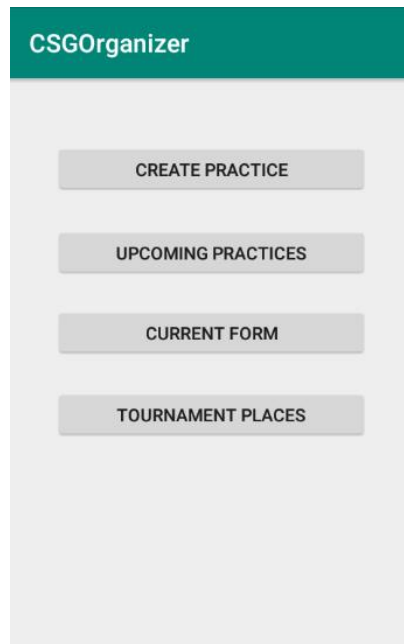 CSGOrganizer
CREATE PRACTICE
UPCOMING PRACTICES
CURRENT FORM
TOURNAMENT PLACES